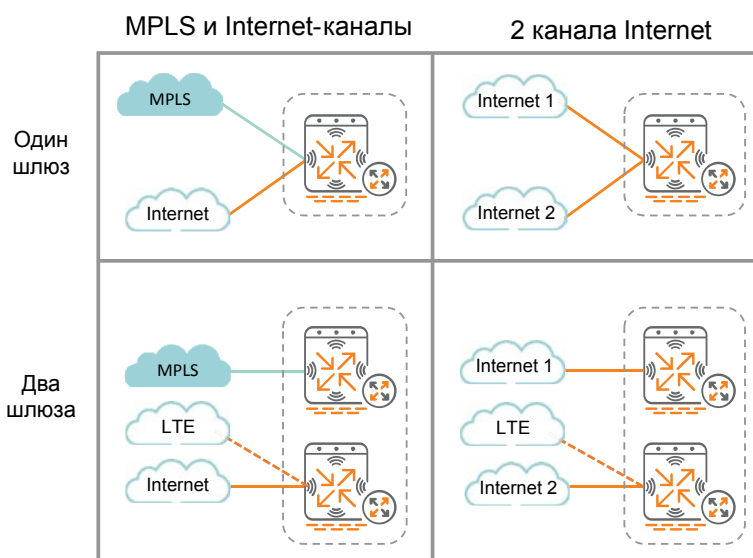 MPLS и Internet-каналы
2 канала Internet
Один
шлюз
MPLS
Internet
Internet 1
Internet 2
Два
шлюза
MPLS
LTE
Internet
Internet 1
LTE
Internet 2